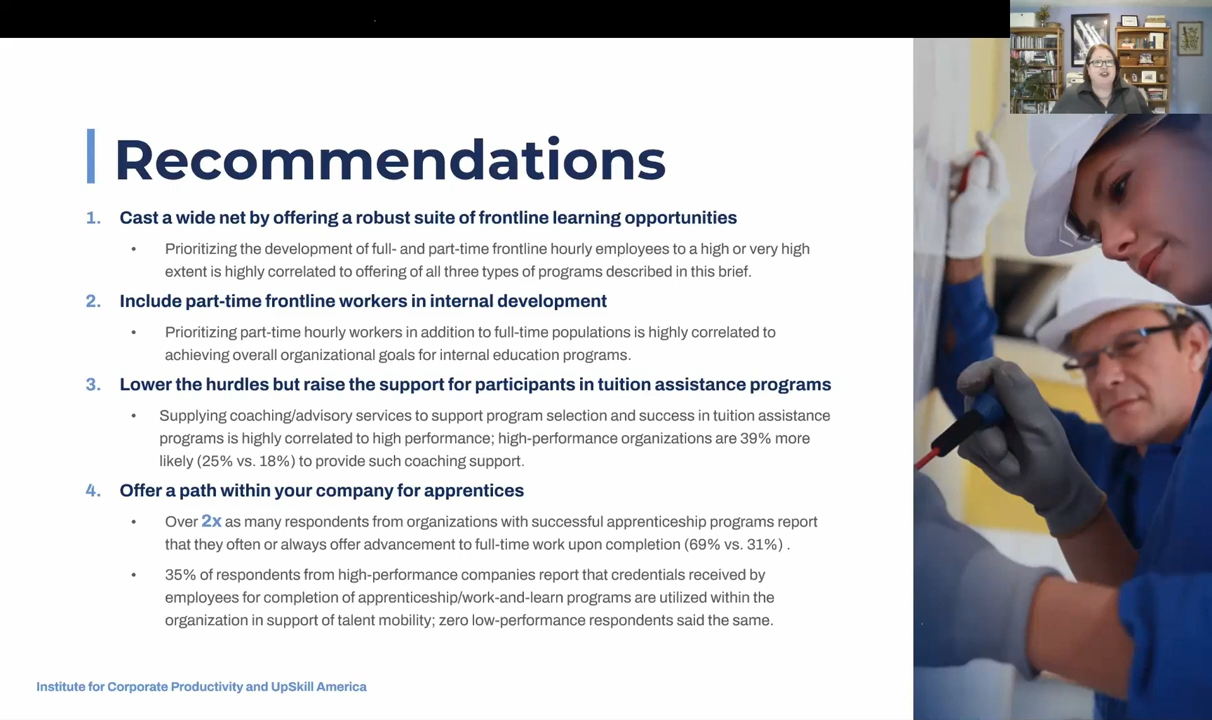 Recommendations
1. Cast a wide net by offering a robust suite of frontline learning opportunities
• Prioritizing the development of full- and part-time frontline hourly employees to a high or very high
extent is highly correlated to offering of all three types of programs described in this brief.
2. Include part-time frontline workers in internal development
• Prioritizing part-time hourly workers in addition to full-time populations is highly correlated to
achieving overall organizational goals for internal education programs.
3. Lower the hurdles but raise the support for participants in tuition assistance programs
• Supplying coaching/advisory services to support program selection and success in tuition assistance
programs is highly correlated to high performance; high-performance organizations are 39% more
likely (25% vs. 18%) to provide such coaching support.
4. Offer a path within your company for apprentices
• Over 2x as many respondents from organizations with successful apprenticeship programs report
that they often or always offer advancement to full-time work upon completion (69% vs. 31%) .
• 35% of respondents from high-performance companies report that credentials received by
employees for completion of apprenticeship/work-and-learn programs are utilized within the
organization in support of talent mobility; zero low-performance respondents said the same.
Institute for Corporate Productivity and UpSkill America